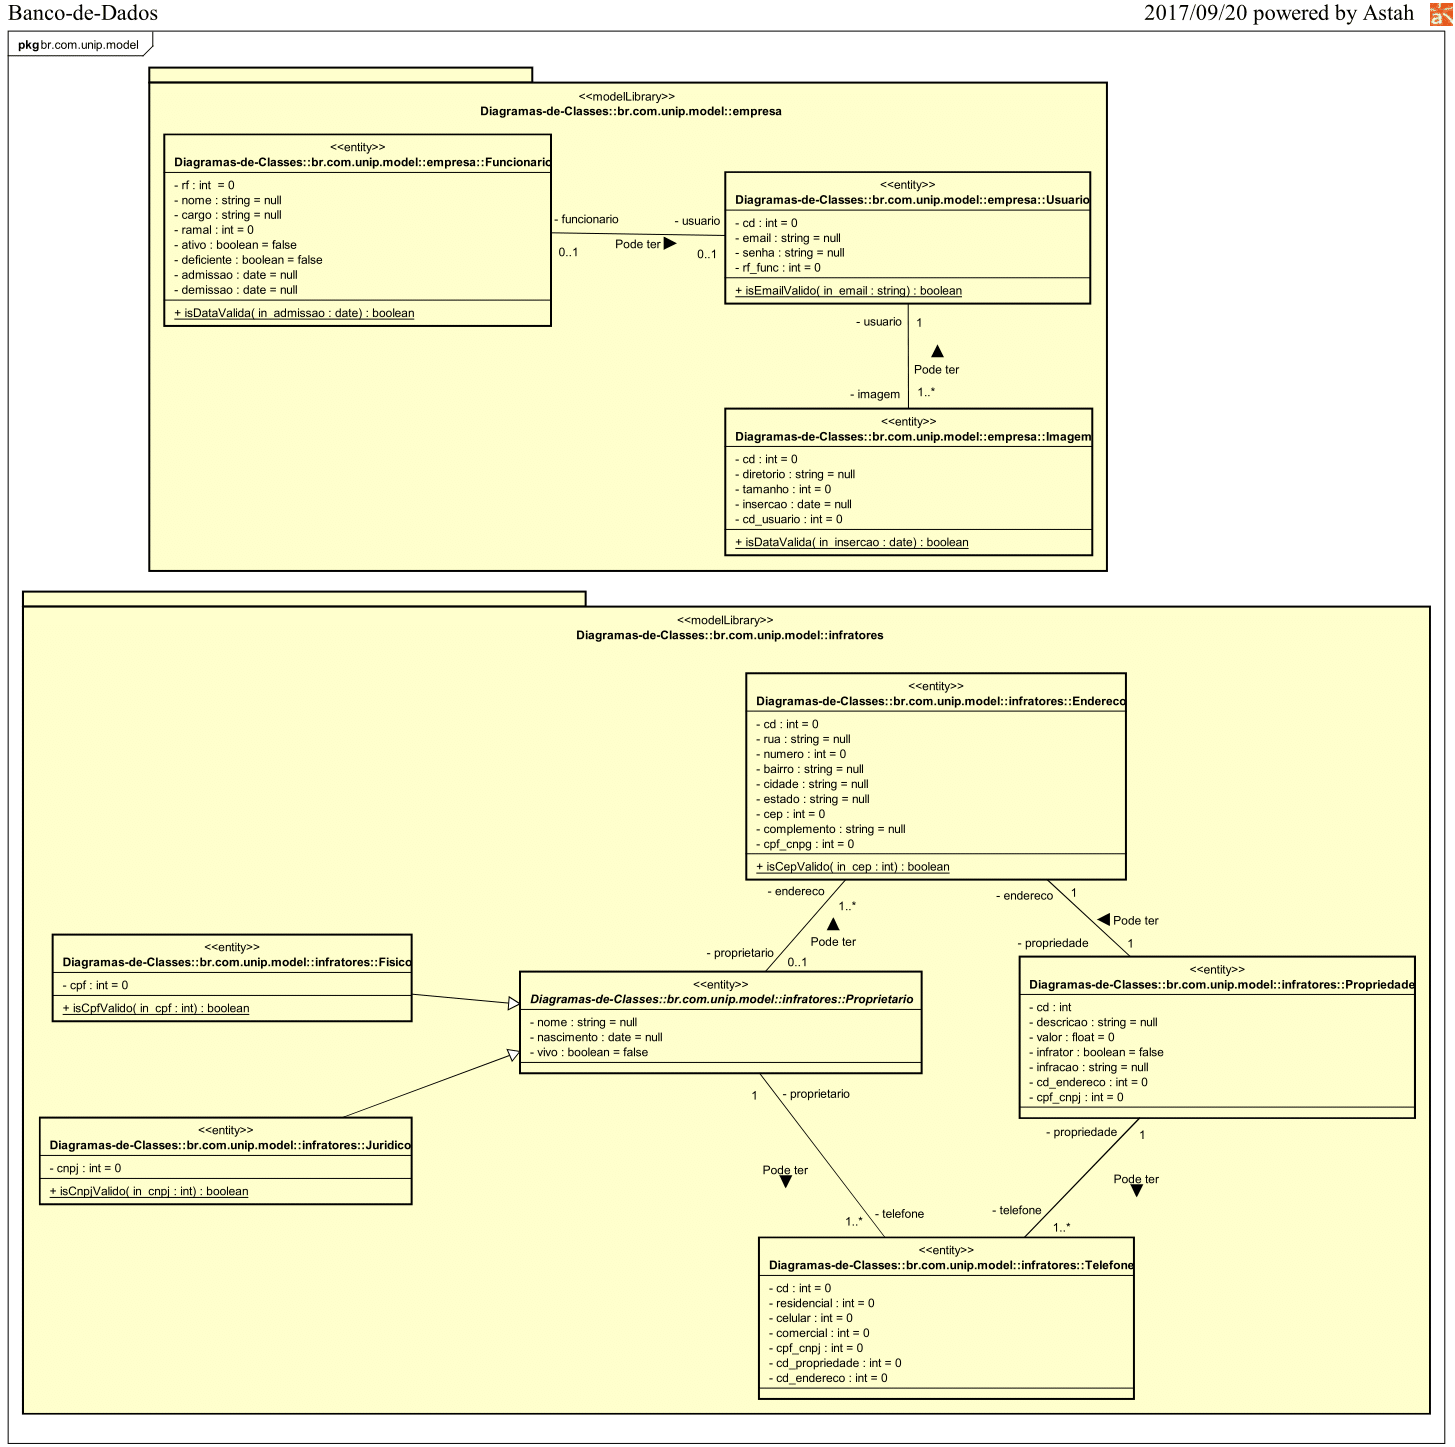 Banco-de-Dados
2017/09/20 powered by Astah
a
pkg br.com.unip.model
<<modelLibrary>>
Diagramas-de-Classes::br.com.unip.model::empresa
<<entity>>
Diagramas-de-Classes::br.com.unip.model::empresa::Funcionario
- rf : int  = 0
- nome : string = null
- cargo : string = null
- ramal : int = 0
- ativo : boolean = false
- deficiente : boolean = false
- admissao : date = null
- demissao : date = null
+ isDataValida( in  admissao : date) : boolean
- funcionario
- usuario
Pode ter
0..1
0..1
<<entity>>
Diagramas-de-Classes::br.com.unip.model::empresa::Usuario
- cd : int = 0
- email : string = null
- senha : string = null
- rf_func : int = 0
+ isEmailValido( in  email : string) : boolean
- usuario
1
Pode ter
- imagem
1..*
<<entity>>
Diagramas-de-Classes::br.com.unip.model::empresa::Imagem
- cd : int = 0
- diretorio : string = null
- tamanho : int = 0
- insercao : date = null
- cd_usuario : int = 0
+ isDataValida( in  insercao : date) : boolean
<<modelLibrary>>
Diagramas-de-Classes::br.com.unip.model::infratores
<<entity>>
Diagramas-de-Classes::br.com.unip.model::infratores::Endereco
- cd : int = 0
- rua : string = null
- numero : int = 0
- bairro : string = null
- cidade : string = null
- estado : string = null
- cep : int = 0
- complemento : string = null
- cpf_cnpg : int = 0
+ isCepValido( in  cep : int) : boolean
- endereco
1..*
Pode ter
- proprietario
0..1
- endereco
1
Pode ter
- propriedade
1
<<entity>>
Diagramas-de-Classes::br.com.unip.model::infratores::Fisico
- cpf : int = 0
+ isCpfValido( in  cpf : int) : boolean
<<entity>>
Diagramas-de-Classes::br.com.unip.model::infratores::Proprietario
- nome : string = null
- nascimento : date = null
- vivo : boolean = false
<<entity>>
Diagramas-de-Classes::br.com.unip.model::infratores::Propriedade
- cd : int
- descricao : string = null
- valor : float = 0
- infrator : boolean = false
- infracao : string = null
- cd_endereco : int = 0
- cpf_cnpj : int = 0
<<entity>>
Diagramas-de-Classes::br.com.unip.model::infratores::Juridico
- cnpj : int = 0
+ isCnpjValido( in  cnpj : int) : boolean
1
- proprietario
Pode ter
1..*
- telefone
- propriedade
1
Pode ter
- telefone
1..*
<<entity>>
Diagramas-de-Classes::br.com.unip.model::infratores::Telefone
- cd : int = 0
- residencial : int = 0
- celular : int = 0
- comercial : int = 0
- cpf_cnpj : int = 0
- cd_propriedade : int = 0
- cd_endereco : int = 0